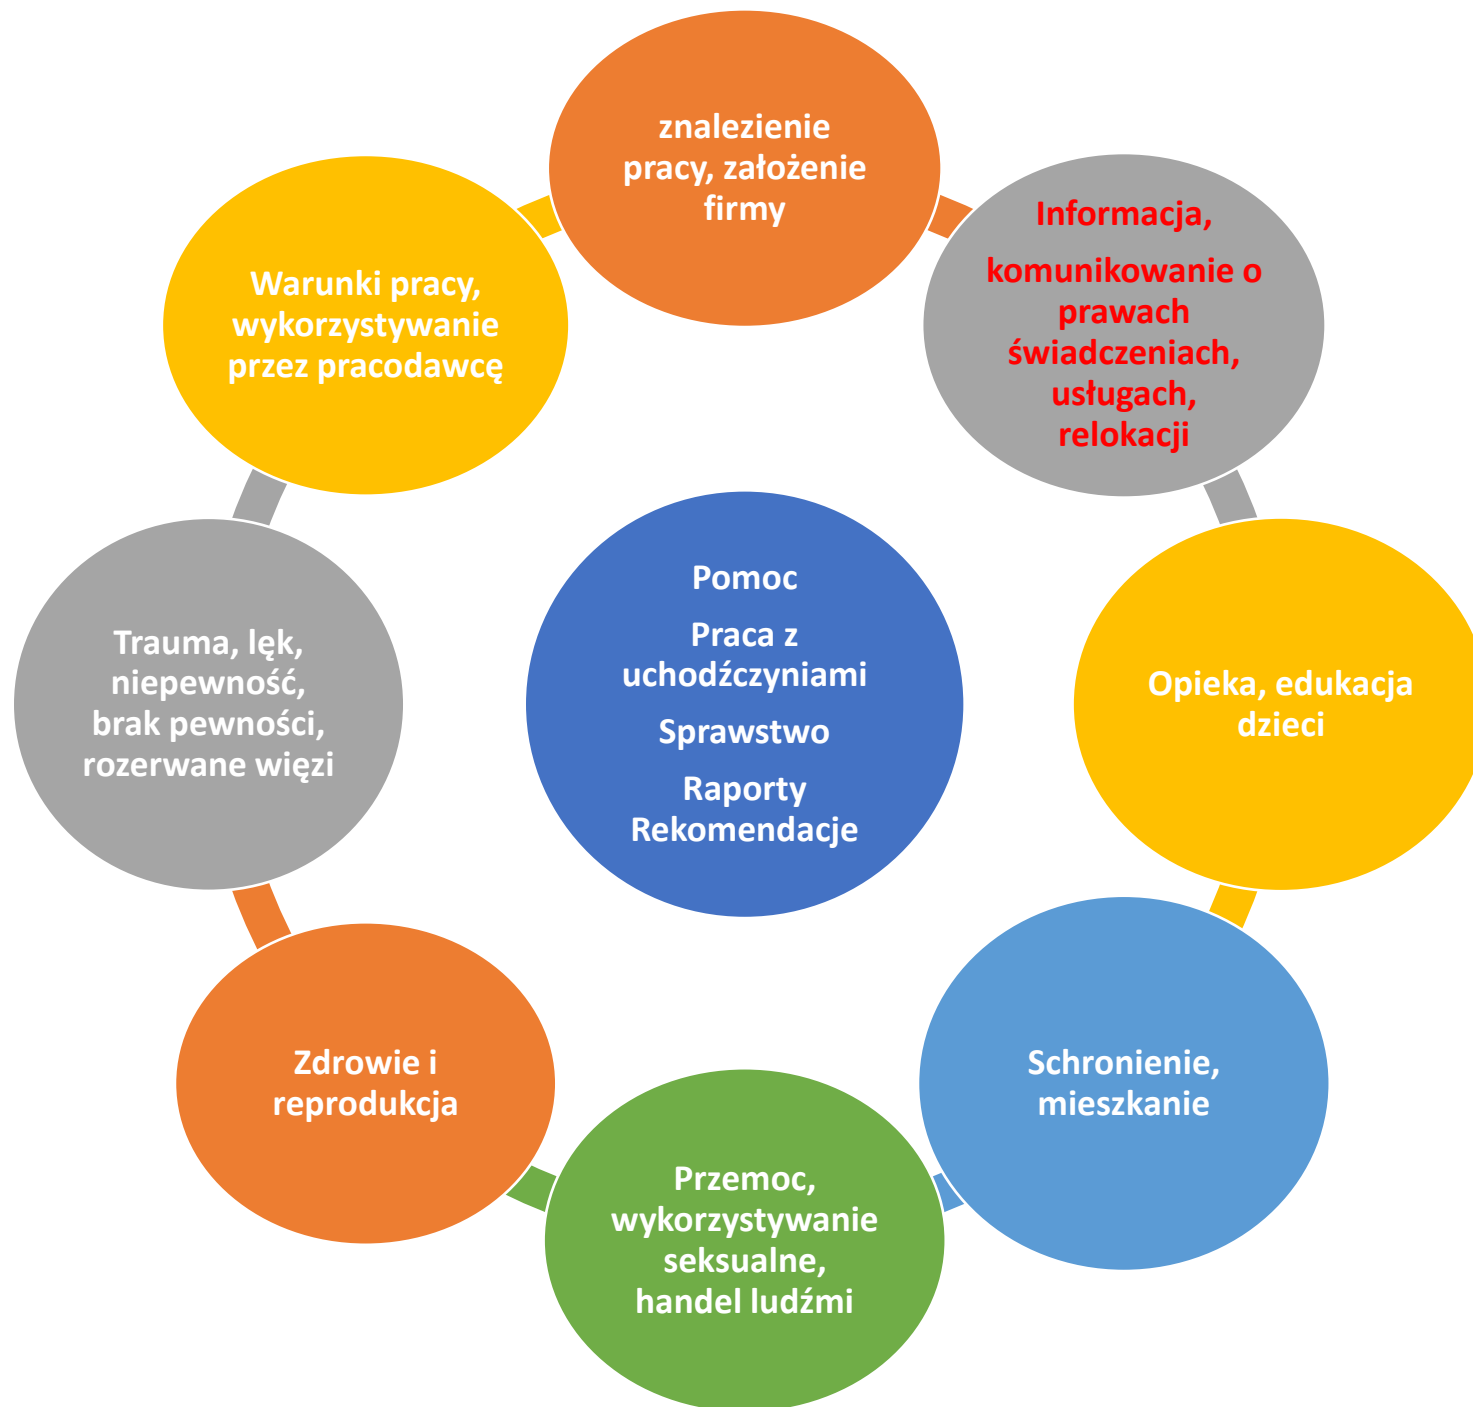 znalezienie
pracy, założenie
firmy
Informacja,
komunikowanie o
prawach
świadczeniach,
usługach,
relokacji
Opieka, edukacja
dzieci
Schronienie,
mieszkanie
Przemoc,
wykorzystywanie
seksualne,
handel ludźmi
Zdrowie i
reprodukcja
Trauma, lęk,
niepewność,
brak pewności,
rozerwane więzi
Warunki pracy,
wykorzystywanie
przez pracodawcę
Pomoc
Praca z
uchodźczyniami
Sprawstwo
Raporty
Rekomendacje